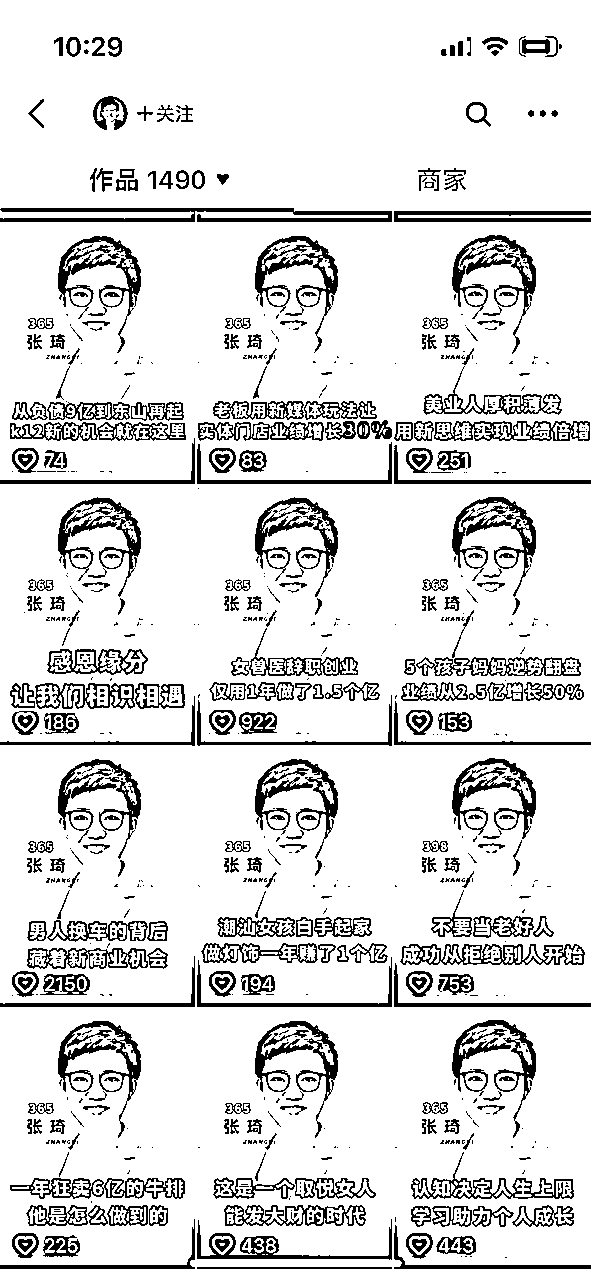 10:29
+关注
作品 1490
商家
365
张 琦
ZHANGQI
从负债9亿到东山再起
k12新的机会就在这里
74
365
张 琦
ZHANGQI
老板用新媒体玩法让
实体门店业绩增长30%
83
365
张 琦
ZHANGQI
美业人厚积薄发
用新思维实现业绩倍增
251
365
张 琦
ZHANGQI
感恩缘分
让我们相识相遇
186
365
张 琦
ZHANGQI
女兽医辞职创业
仅用1年做了1.5个亿
922
365
张 琦
ZHANGQI
5个孩子妈妈逆势翻盘
业绩从2.5亿增长50%
153
365
张 琦
ZHANGQI
男人换车的背后
藏着新商业机会
2150
365
张 琦
ZHANGQI
潮汕女孩白手起家
做灯饰一年赚了1个亿
194
398
张 琦
ZHANGQI
不要当老好人
成功从拒绝别人开始
753
365
张 琦
ZHANGQI
一年狂卖6亿的牛排
他是怎么做到的
225
365
张 琦
ZHANGQI
这是一个取悦女人
能发大财的时代
438
365
张 琦
ZHANGQI
认知决定人生上限
学习助力个人成长
443